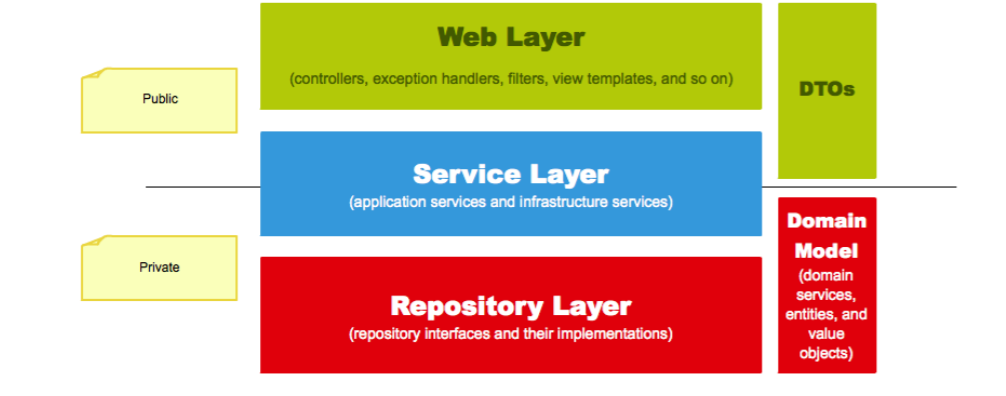 Web Layer
(controllers, exception handlers, filters, view templates, and so on)
DTOs
Public
Service Layer
(application services and infrastructure services)
Private
Repository Layer
(repository interfaces and their implementations)
Domain
Model
(domain
services,
entities, and
value
objects)